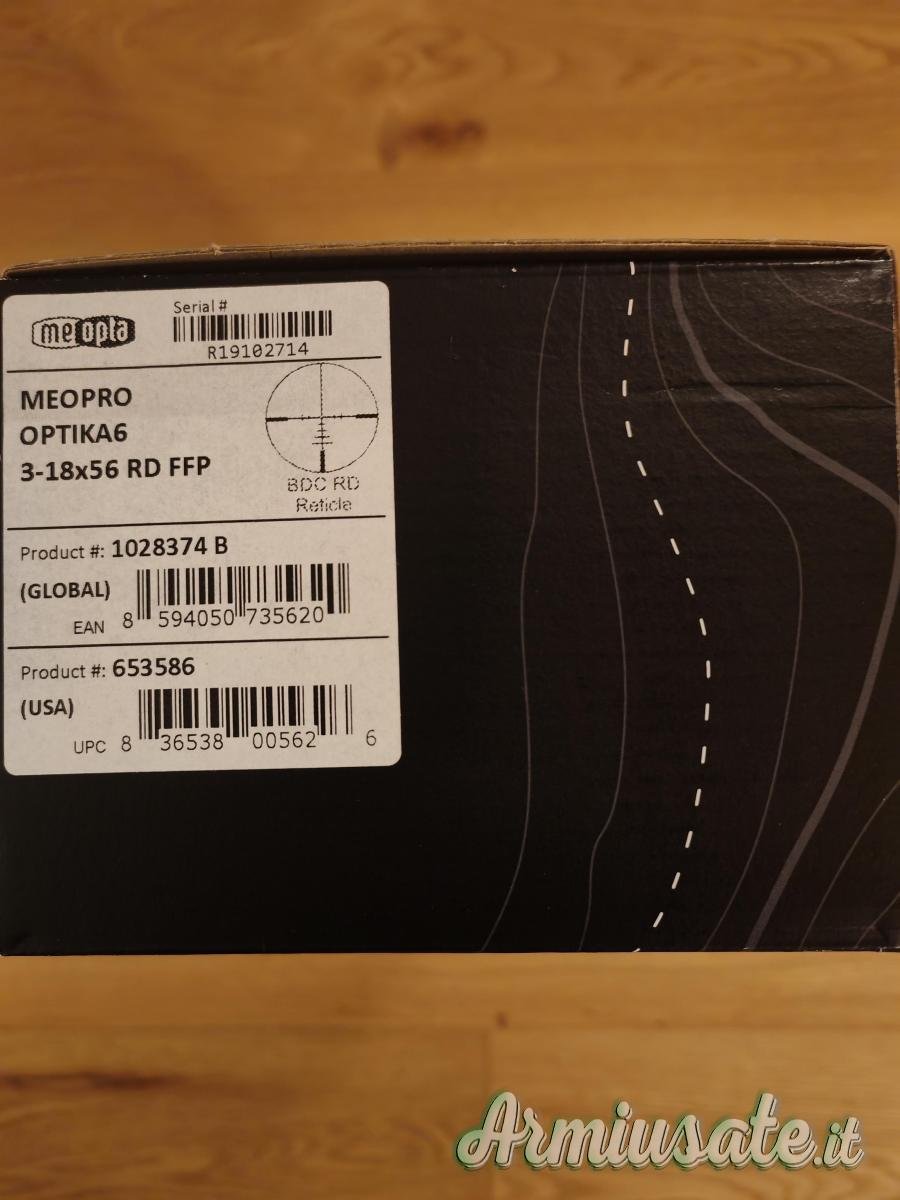 meopta
Serial #
R19102714
MEOPRO
OPTIKA6
3-18x56 RD FFP
BDC RD
Reticle
Product #: 1028374 B
(GLOBAL)
EAN 8 594050 735620
Product #: 653586
(USA)
UPC 8 36538 00562 6
Armiusate.it